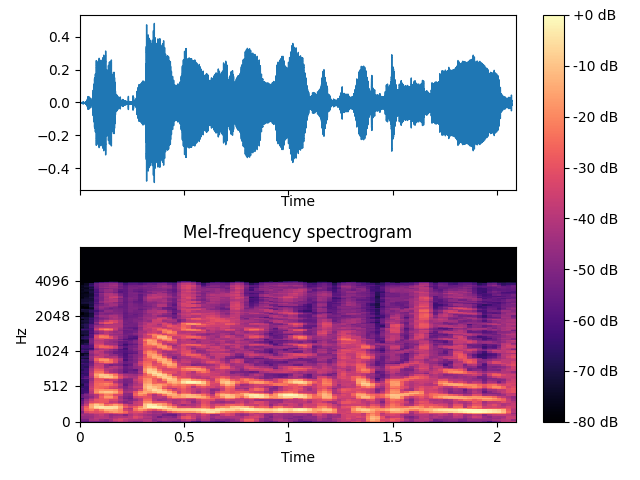 0.4
0.2
0.0
−0.2
−0.4
Time
Mel-frequency spectrogram
4096
2048
1024
512
0
Hz
0 0.5 1 1.5 2
Time
+0 dB
-10 dB
-20 dB
-30 dB
-40 dB
-50 dB
-60 dB
-70 dB
-80 dB